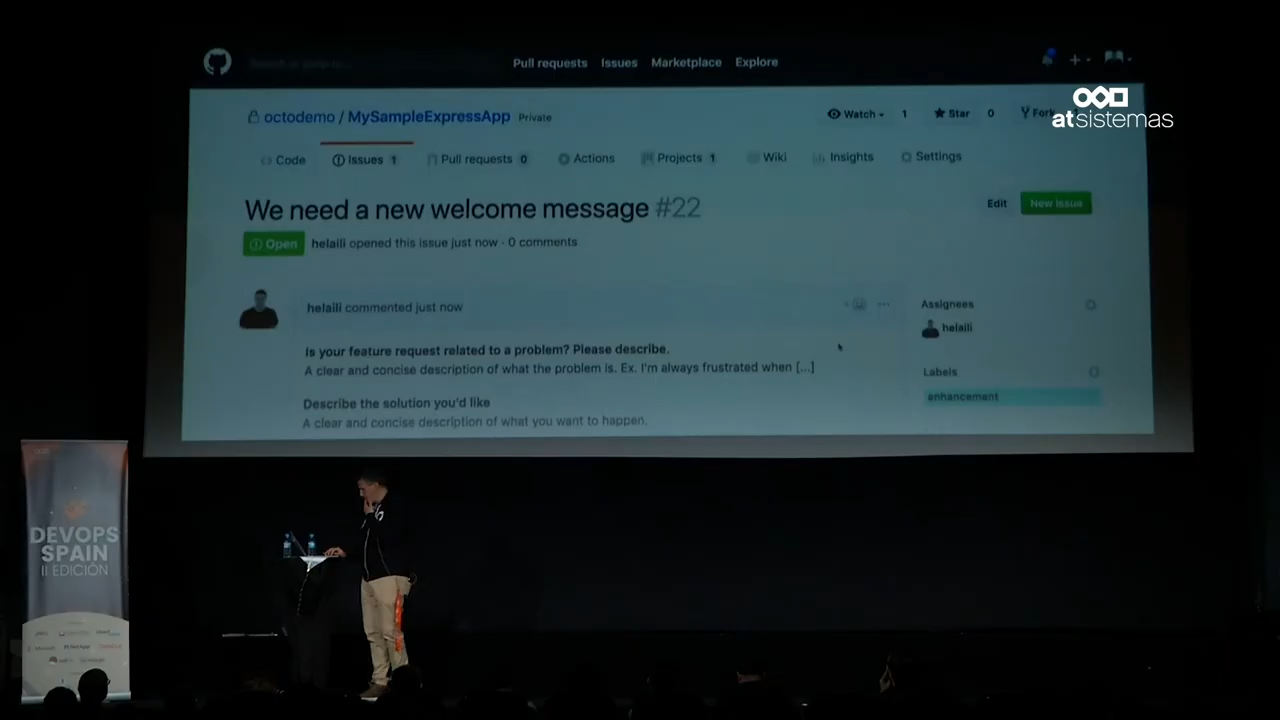 Pull requests Issues Marketplace Explore
atsistemas
octodemo / MySampleExpressApp Private
Watch 1 Star 0 Fork
Code Issues 1 Pull requests 0 Actions Projects 1 Wiki Insights Settings
We need a new welcome message #22
Edit New issue
Open helaili opened this issue just now · 0 comments
helaili commented just now
Assignees
helaili
Is your feature request related to a problem? Please describe.
A clear and concise description of what the problem is. Ex. I'm always frustrated when [...]
Labels
enhancement
Describe the solution you'd like
A clear and concise description of what you want to happen.
DEVOPS
SPAIN
II EDICIÓN